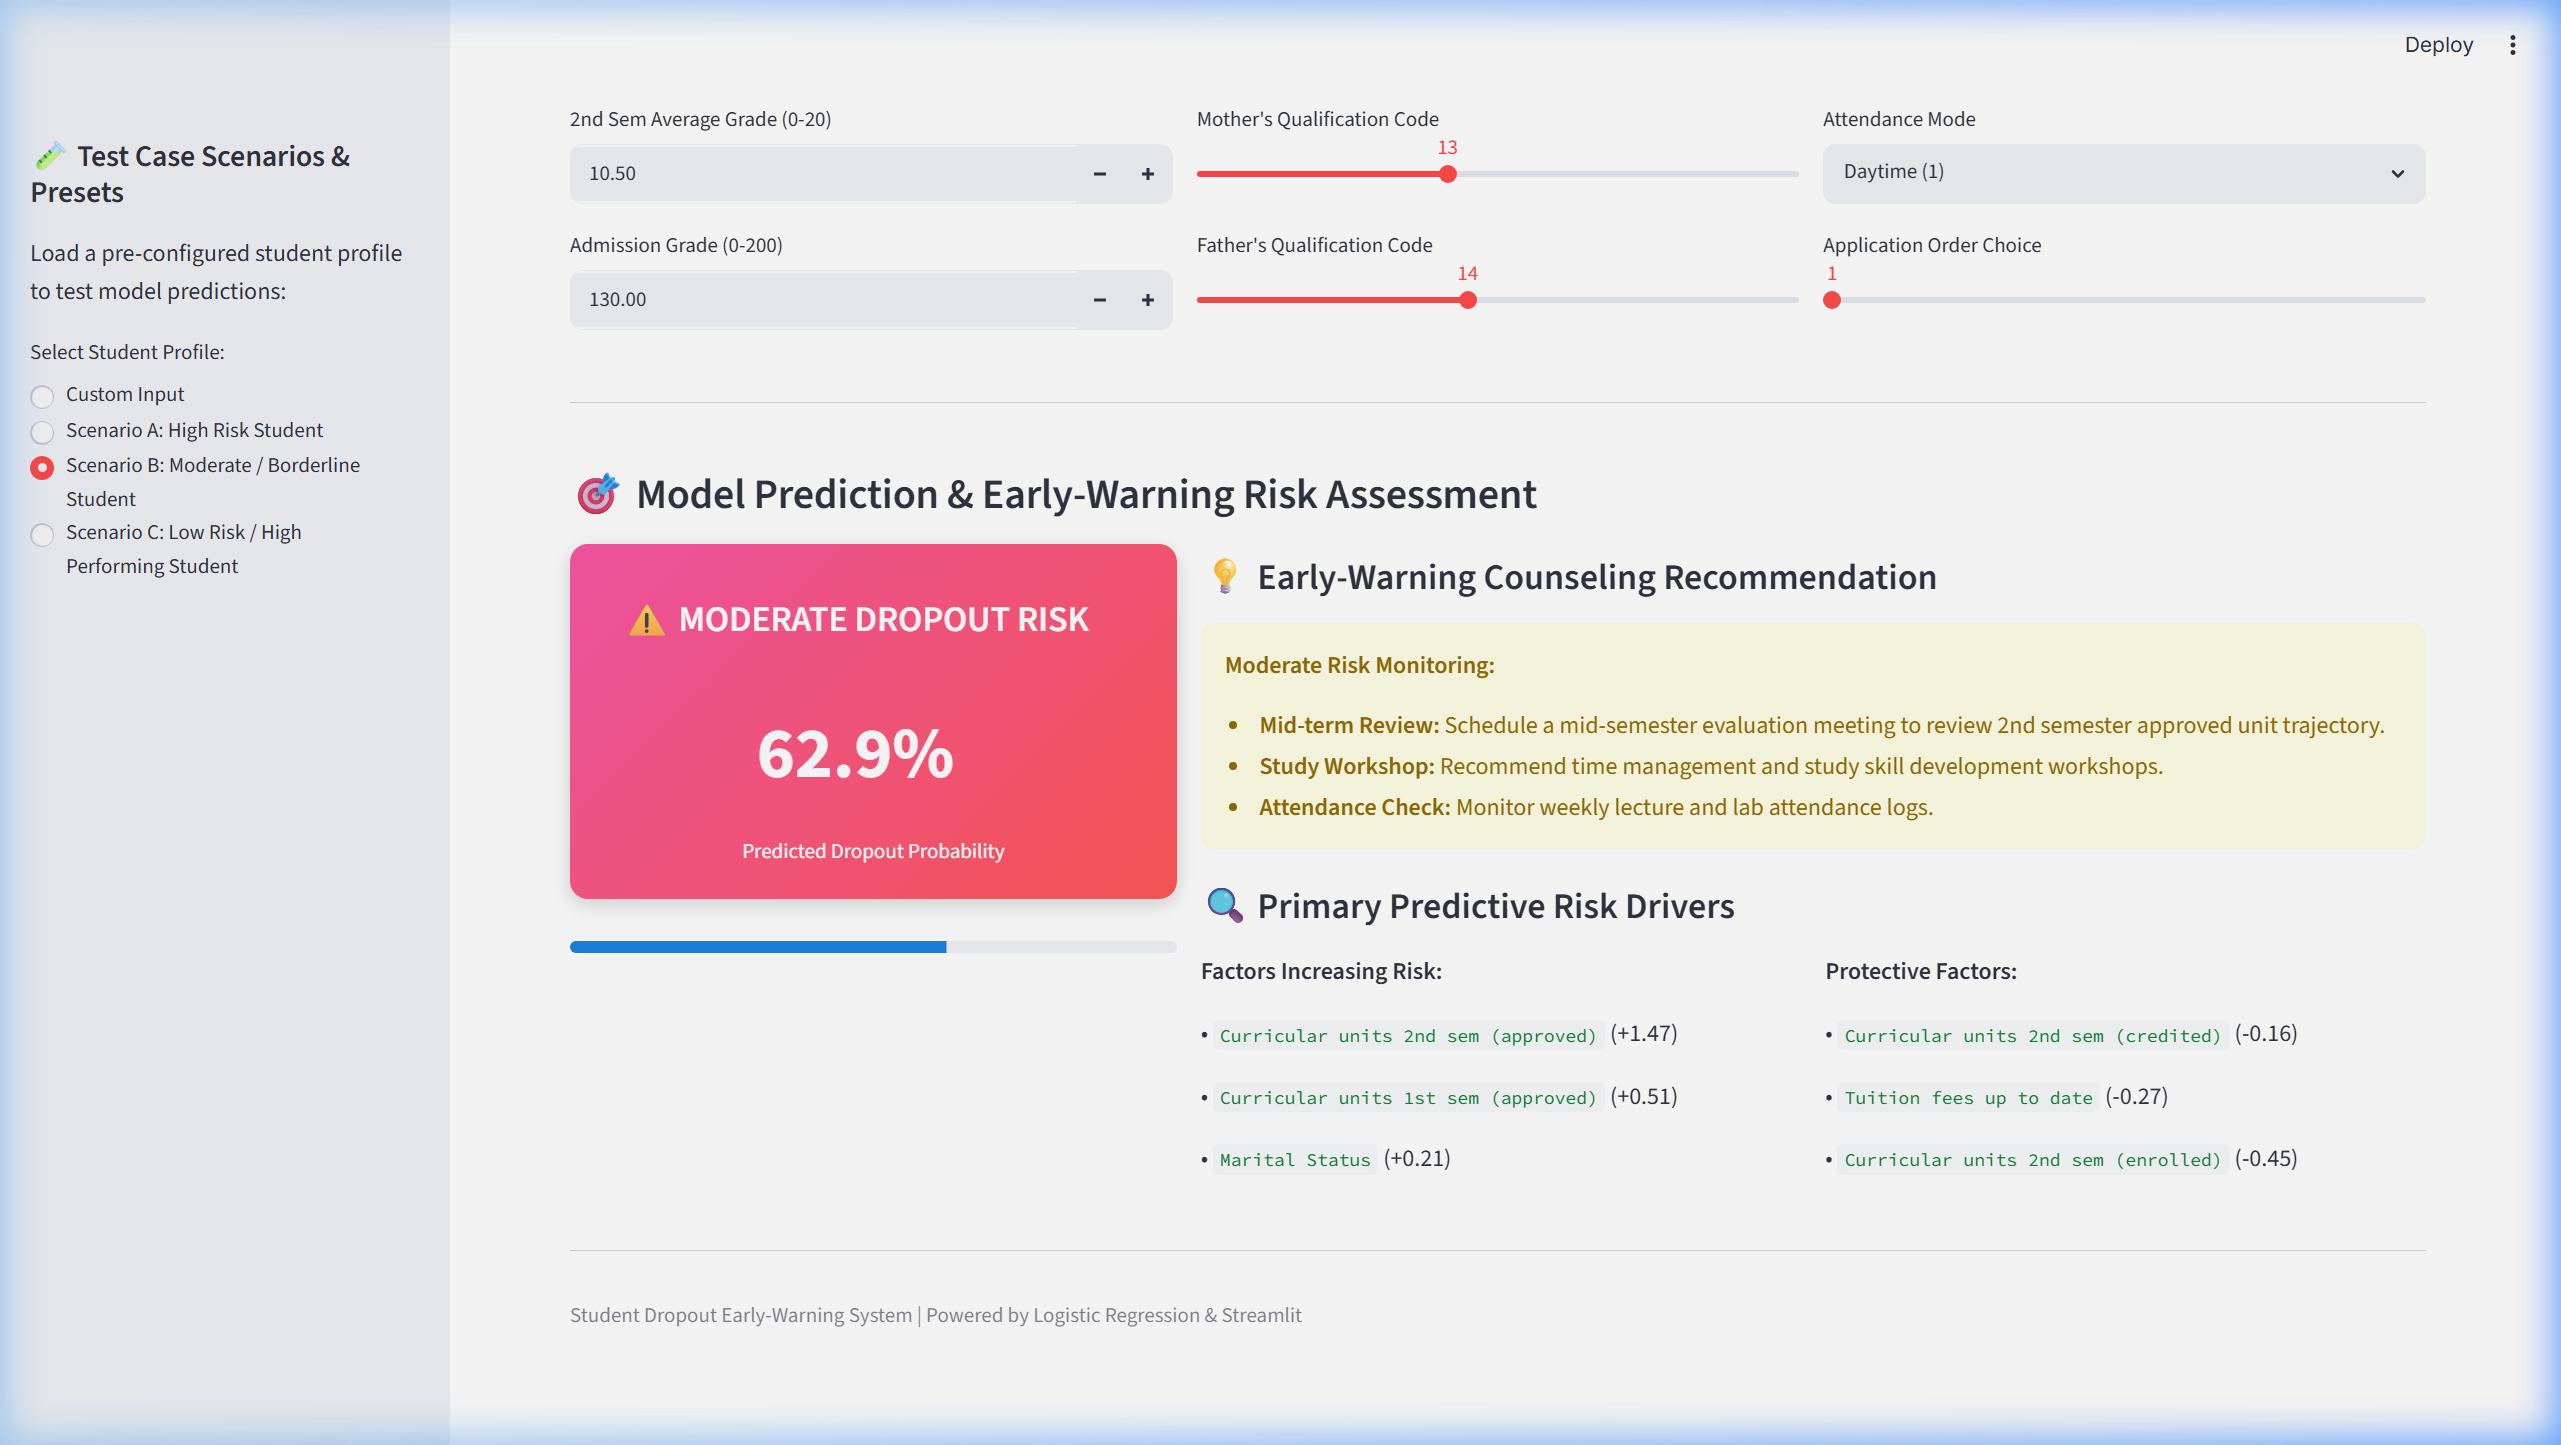 Deploy
🧪 Test Case Scenarios &
Presets
Load a pre-configured student profile
to test model predictions:
Select Student Profile:
Custom Input
Scenario A: High Risk Student
Scenario B: Moderate / Borderline
Student
Scenario C: Low Risk / High
Performing Student
2nd Sem Average Grade (0-20)
10.50
Mother's Qualification Code
13
Attendance Mode
Daytime (1)
Admission Grade (0-200)
130.00
Father's Qualification Code
14
Application Order Choice
1
🎯 Model Prediction & Early-Warning Risk Assessment
⚠️ MODERATE DROPOUT RISK
62.9%
Predicted Dropout Probability
💡 Early-Warning Counseling Recommendation
Moderate Risk Monitoring:
• Mid-term Review: Schedule a mid-semester evaluation meeting to review 2nd semester approved unit trajectory.
• Study Workshop: Recommend time management and study skill development workshops.
• Attendance Check: Monitor weekly lecture and lab attendance logs.
🔍 Primary Predictive Risk Drivers
Factors Increasing Risk:
• Curricular units 2nd sem (approved) (+1.47)
• Curricular units 1st sem (approved) (+0.51)
• Marital Status (+0.21)
Protective Factors:
• Curricular units 2nd sem (credited) (-0.16)
• Tuition fees up to date (-0.27)
• Curricular units 2nd sem (enrolled) (-0.45)
Student Dropout Early-Warning System | Powered by Logistic Regression & Streamlit